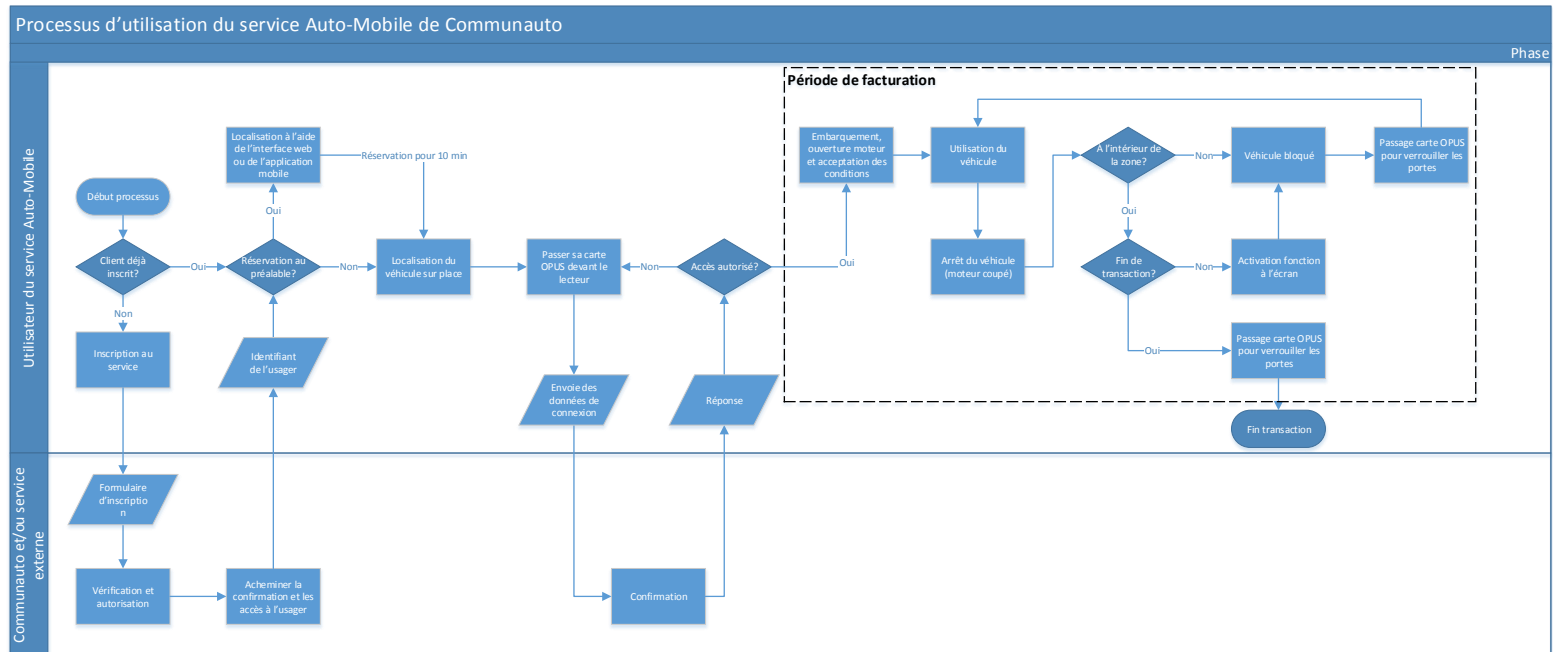 Processus d'utilisation du service Auto-Mobile de Communauto
Phase
Utilisateur du service Auto-Mobile
Début processus
Client déjà
inscrit?
Oui
Non
Inscription au
service
Localisation à l'aide
de l'interface web
ou de l'application
mobile
Réservation pour 10 min
Oui
Réservation au
préalable?
Non
Identifiant
de l'usager
Localisation du
véhicule sur place
Passer sa carte
OPUS devant le
lecteur
Non
Accès autorisé?
Oui
Envoie des
données de
connexion
Réponse
Période de facturation
Embarquement,
ouverture moteur
et acceptation des
conditions
Utilisation du
véhicule
Arrêt du véhicule
(moteur coupé)
A l'intérieur de
la zone?
Non
Véhicule bloqué
Passage carte OPUS
pour verrouiller les
portes
Oui
Fin de
transaction?
Non
Activation fonction
à l'écran
Oui
Passage carte OPUS
pour verrouiller les
portes
Fin transaction
Communauto et/ou service
externe
Formulaire
d'inscriptio
n
Vérification et
autorisation
Acheminer la
confirmation et les
accès à l'usager
Confirmation